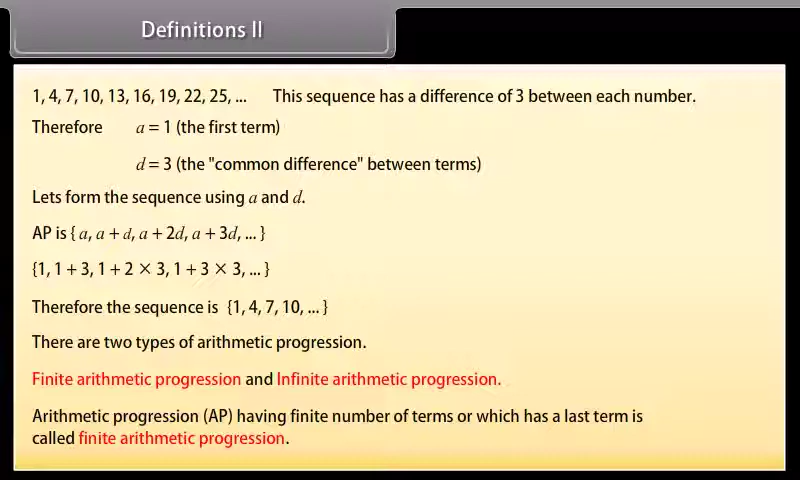 Definitions II
1, 4, 7, 10, 13, 16, 19, 22, 25, ... This sequence has a difference of 3 between each number.
Therefore a = 1 (the first term)
d = 3 (the "common difference" between terms)
Lets form the sequence using a and d.
AP is { a, a + d, a + 2d, a + 3d, ... }
{1, 1 + 3, 1 + 2 × 3, 1 + 3 × 3, ... }
Therefore the sequence is {1, 4, 7, 10, ... }
There are two types of arithmetic progression.
Finite arithmetic progression and Infinite arithmetic progression.
Arithmetic progression (AP) having finite number of terms or which has a last term is
called finite arithmetic progression.